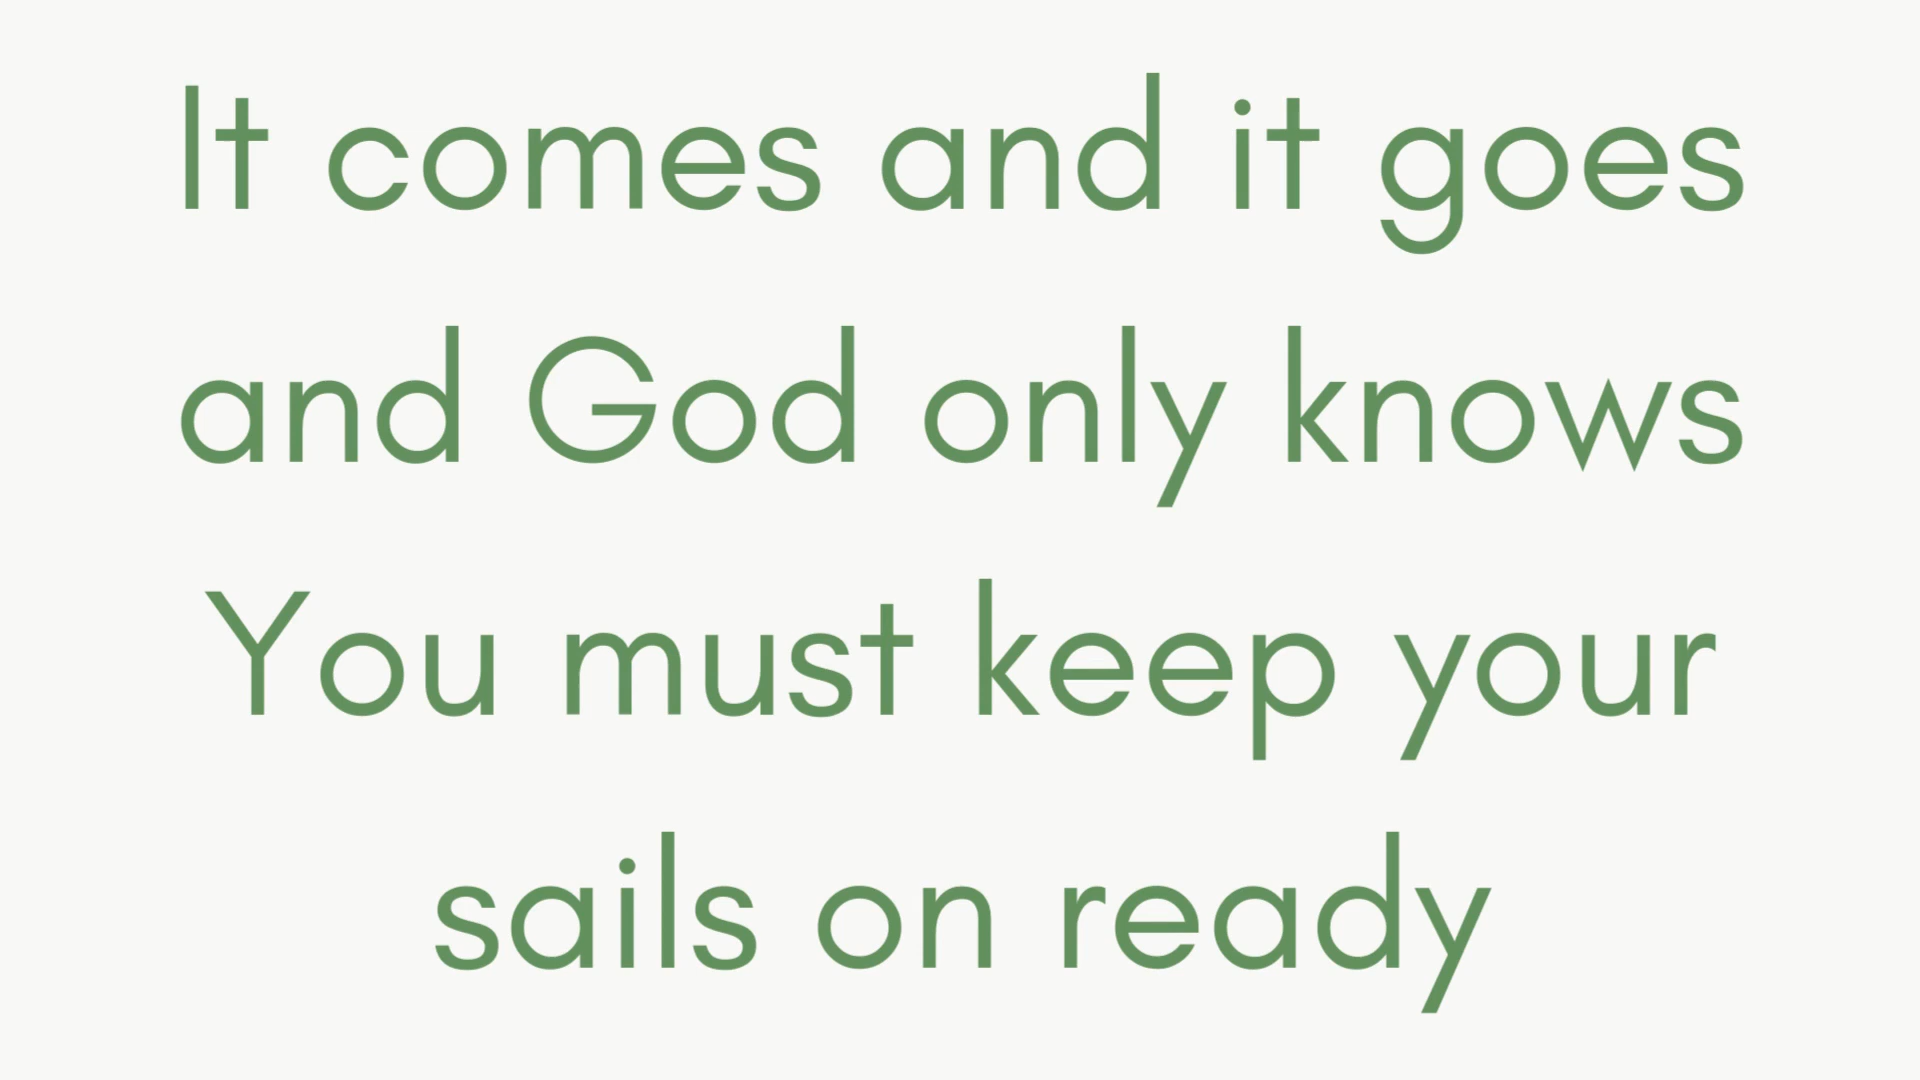 It comes and it goes
and God only knows
You must keep your
sails on ready